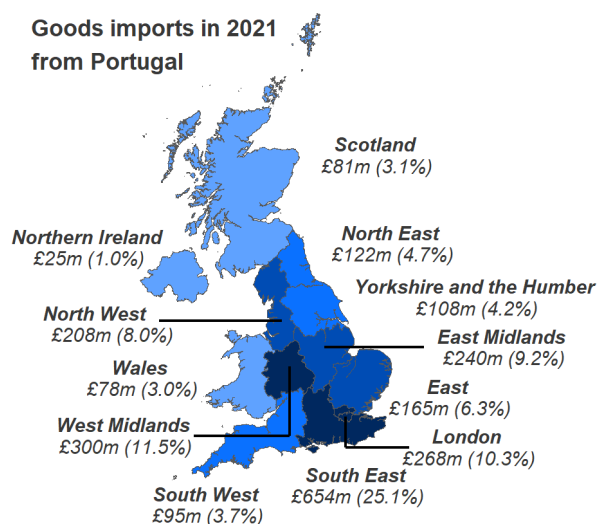 Goods imports in 2021
from Portugal
Scotland
£81m (3.1%)
Northern Ireland
£25m (1.0%)
North East
£122m (4.7%)
Yorkshire and the Humber
£108m (4.2%)
North West
£208m (8.0%)
East Midlands
£240m (9.2%)
Wales
£78m (3.0%)
East
£165m (6.3%)
West Midlands
£300m (11.5%)
London
£268m (10.3%)
South East
£654m (25.1%)
South West
£95m (3.7%)